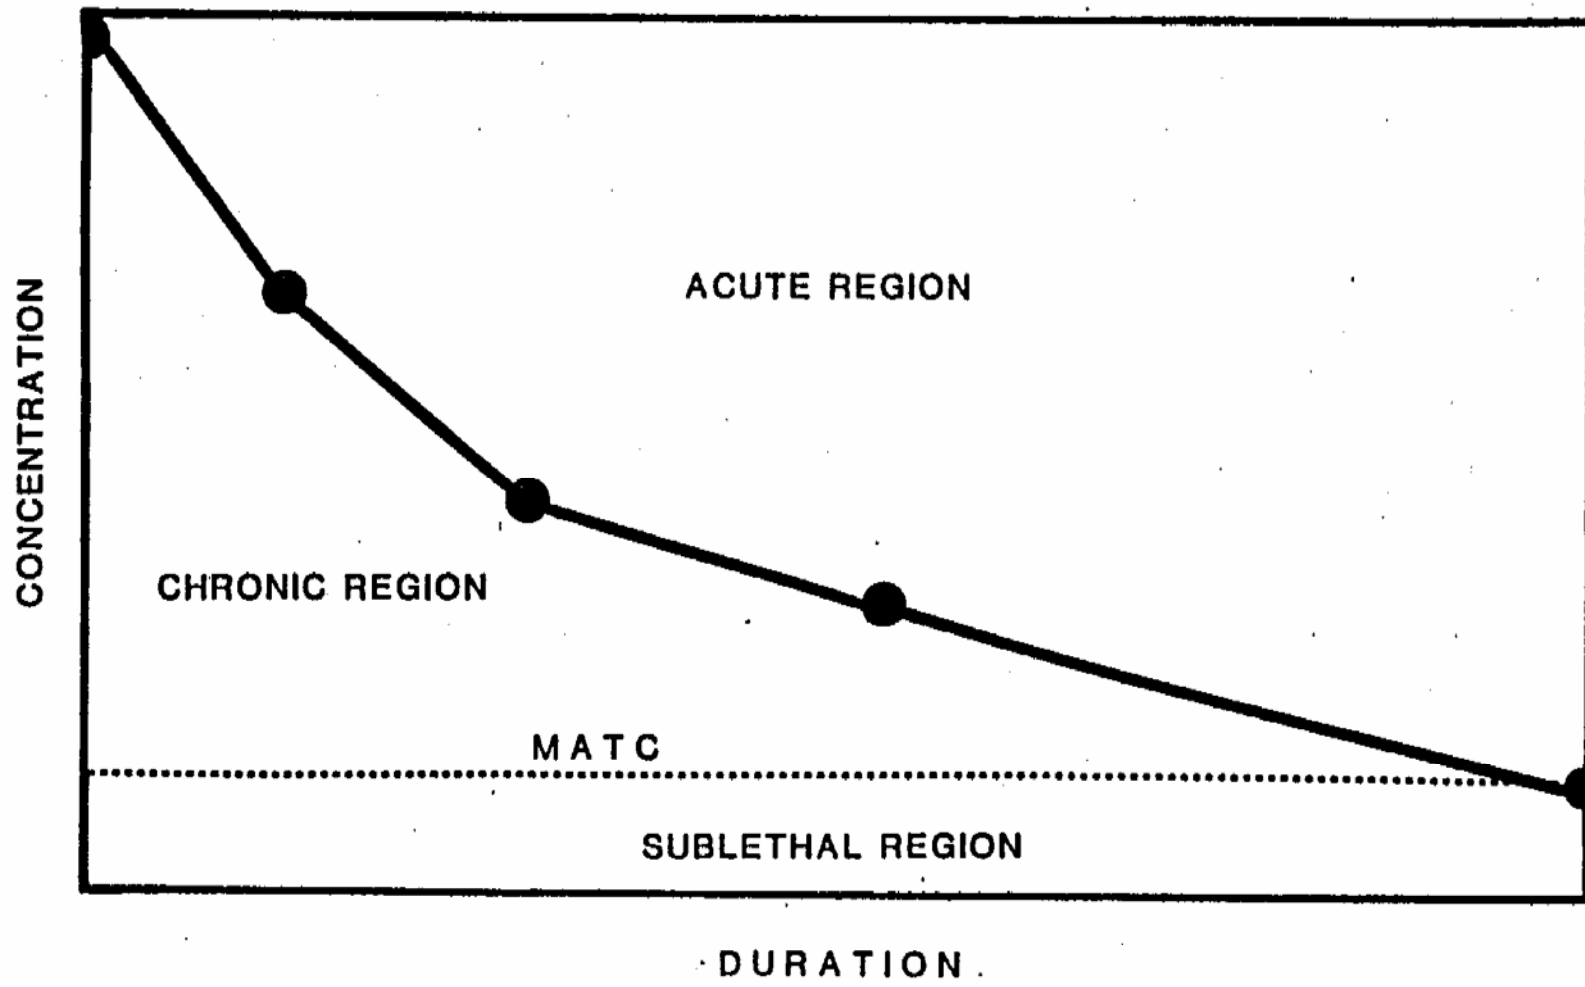 ACUTE REGION
CONCENTRATION
CHRONIC REGION
MATC
SUBLETHAL REGION
DURATION